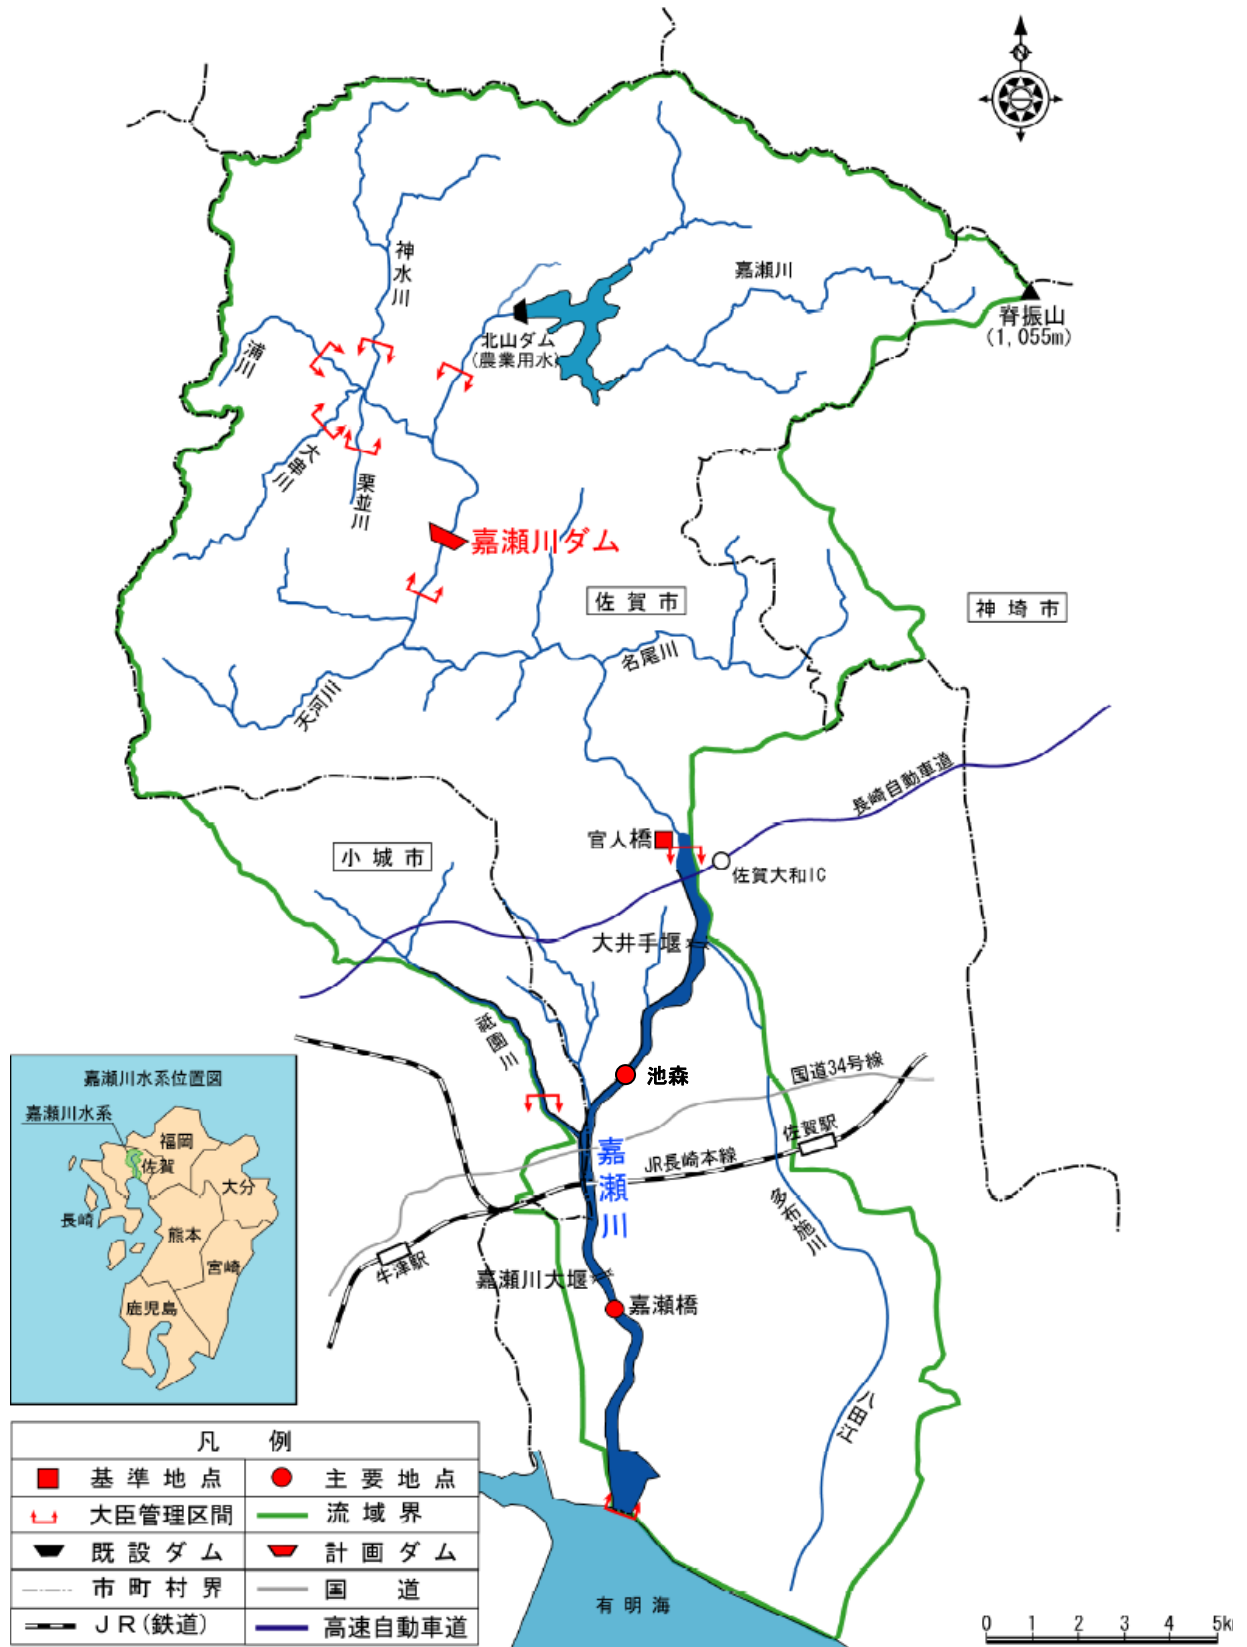 N
神水川
嘉瀬川
脊振山
(1,055m)
北山ダム
(農業用水)
浦川
大串川
栗並川
嘉瀬川ダム
佐賀市
神埼市
名尾川
天河川
長崎自動車道
官人橋
小城市
佐賀大和IC
大井手堰
祇園川
池森
国道34号線
佐賀駅
嘉瀬川
JR長崎本線
多布施川
牛津駅
嘉瀬川大堰
嘉瀬橋
八田江
有明海
嘉瀬川水系位置図
嘉瀬川水系
福岡
佐賀
大分
長崎
熊本
宮崎
鹿児島
凡例
基準地点
主要地点
大臣管理区間
流域界
既設ダム
計画ダム
市町村界
国道
JR(鉄道)
高速自動車道
0 1 2 3 4 5k